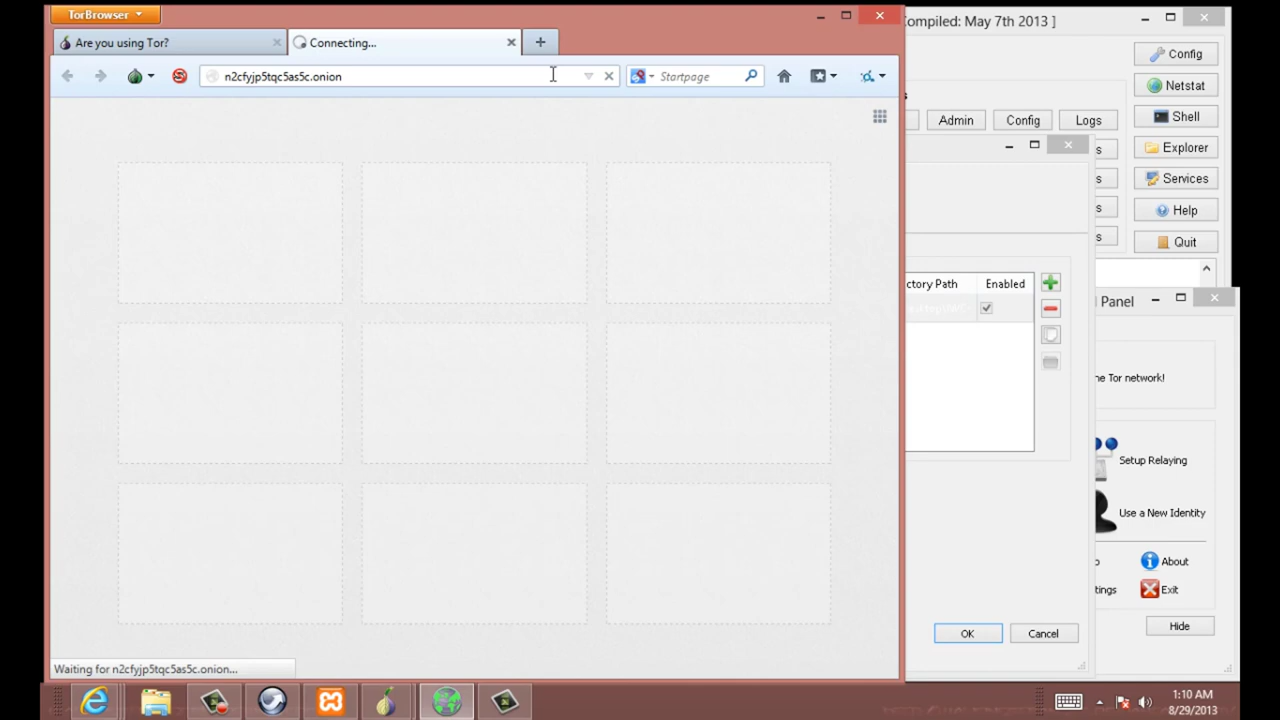 TorBrowser
Compiled: May 7th 2013 ]
Are you using Tor?
Connecting...
n2cfyjp5tqc5as5c.onion
Startpage
Config
Netstat
Shell
Explorer
Services
Help
Quit
Admin
Config
Logs
s
s
s
s
ctory Path
Enabled
l Panel
ne Tor network!
Setup Relaying
Use a New Identity
About
tings
Exit
Hide
OK
Cancel
Waiting for n2cfyjp5tqc5as5c.onion...
1:10 AM
8/29/2013